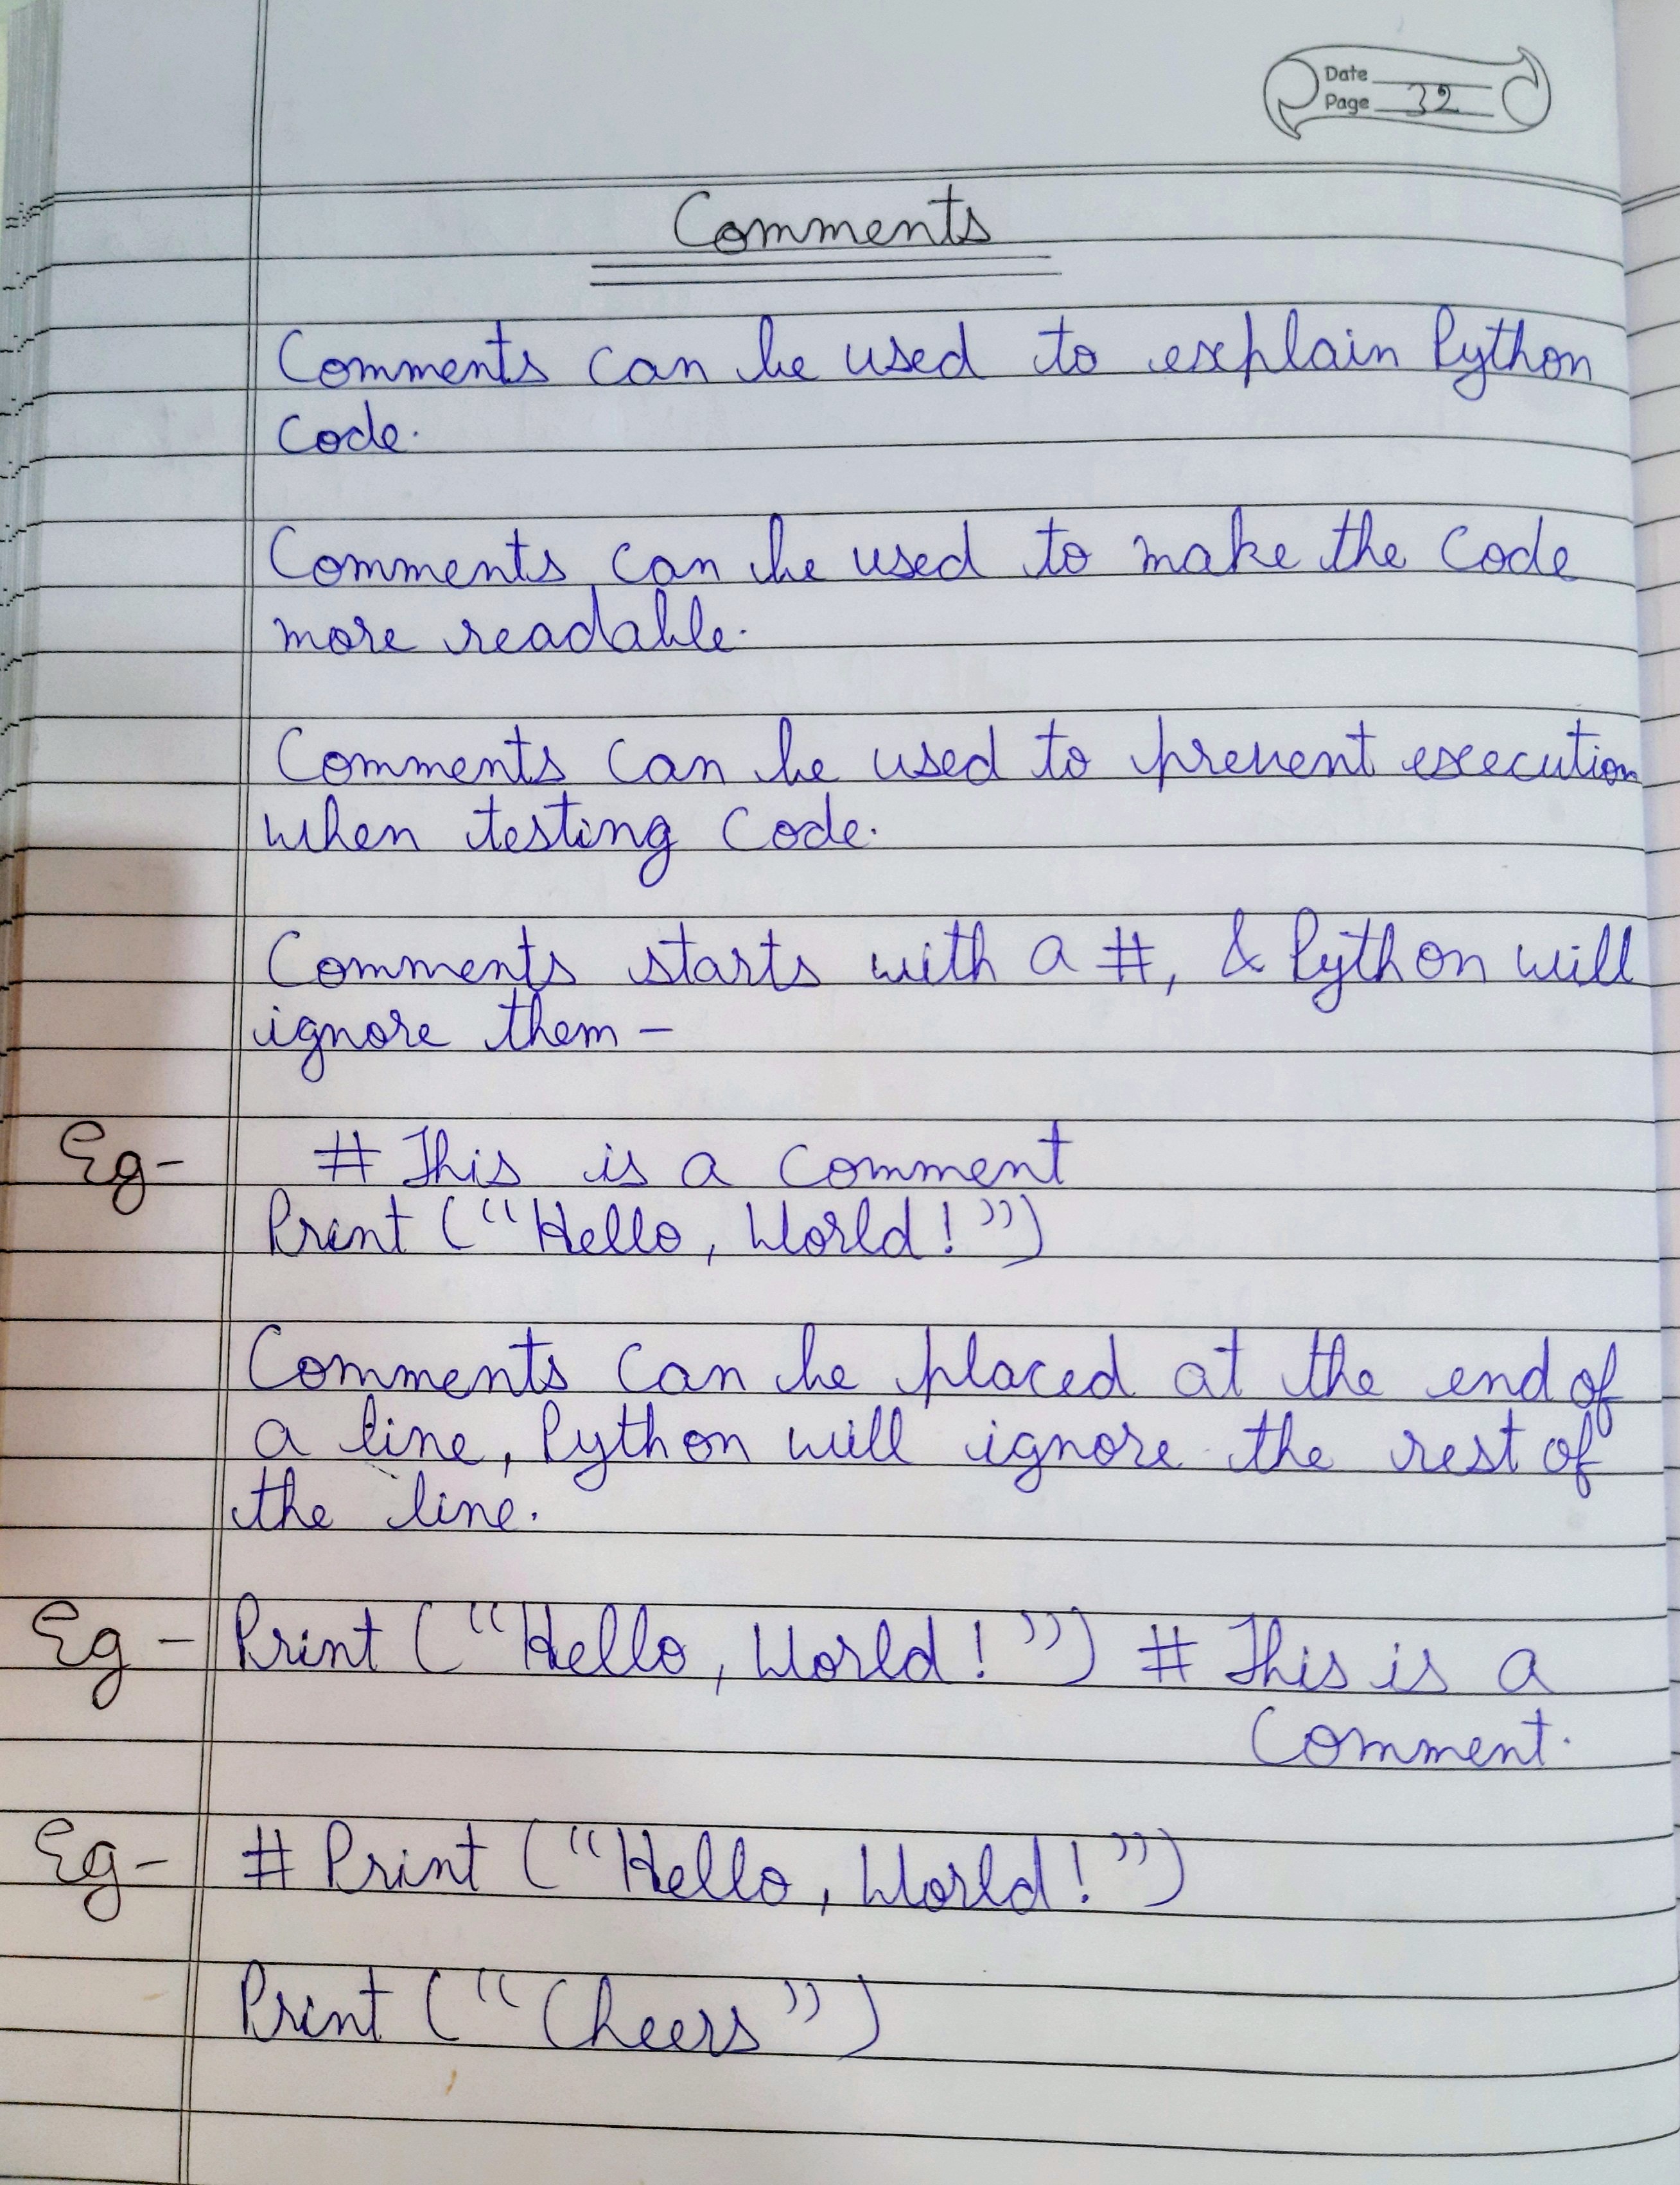 Date
Page 32
Comments
Comments can be used to explain Python
Code.
Comments can be used to make the Code
more readable.
Comments can be used to prevent execution
when testing Code.
Comments starts with a #, & Python will
ignore them -
Eg- # This is a Comment
Print ("Hello, World!")
Comments can be placed at the end of
a line, Python will ignore the rest of
the line.
Eg - Print ("Hello, World!") # This is a
Comment.
Eg- # Print ("Hello, World!")
Print ("Cheers")